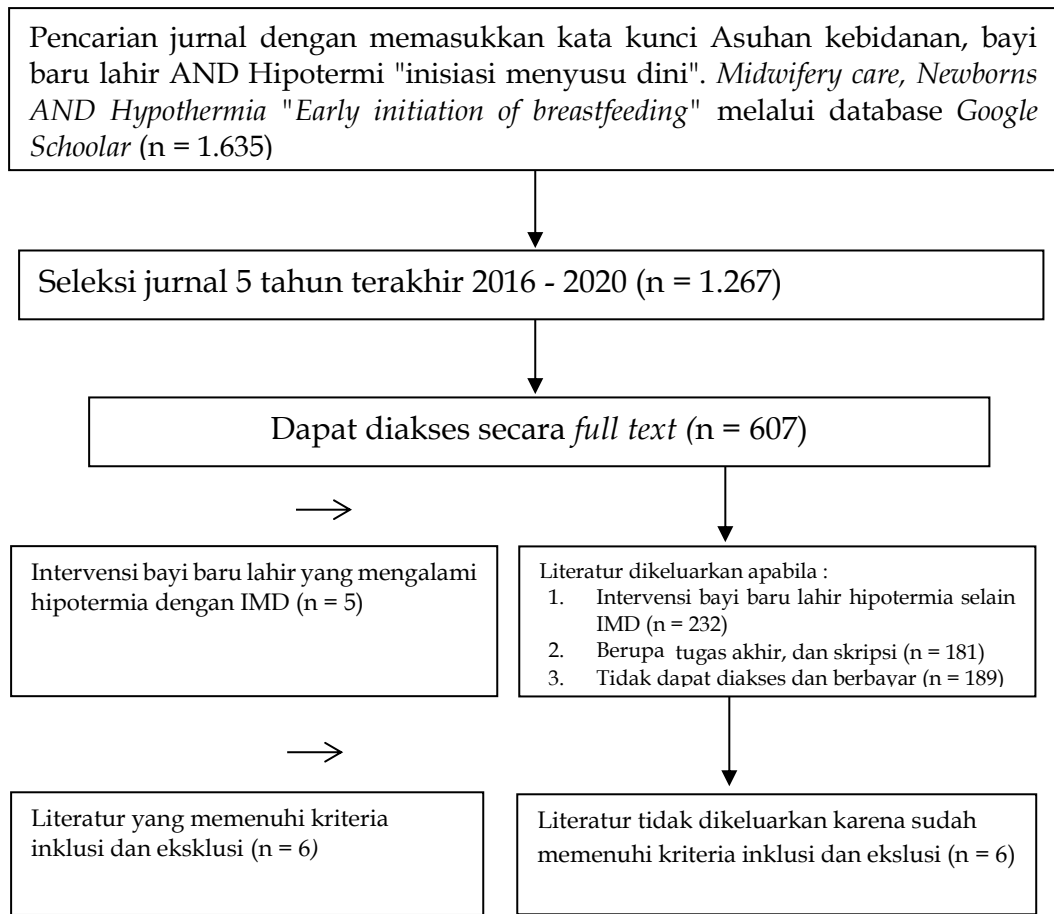 Pencarian jurnal dengan memasukkan kata kunci Asuhan kebidanan, bayi
baru lahir AND Hipotermi "inisiasi menyusu dini". Midwifery care, Newborns
AND Hypothermia "Early initiation of breastfeeding" melalui database Google
Schoolar (n = 1.635)
Seleksi jurnal 5 tahun terakhir 2016 - 2020 (n = 1.267)
Dapat diakses secara full text (n = 607)
Intervensi bayi baru lahir yang mengalami
hipotermia dengan IMD (n = 5)
Literatur dikeluarkan apabila :
1. Intervensi bayi baru lahir hipotermia selain
IMD (n = 232)
2. Berupa tugas akhir, dan skripsi (n = 181)
3. Tidak dapat diakses dan berbayar (n = 189)
Literatur yang memenuhi kriteria
inklusi dan eksklusi (n = 6)
Literatur tidak dikeluarkan karena sudah
memenuhi kriteria inklusi dan ekslusi (n = 6)